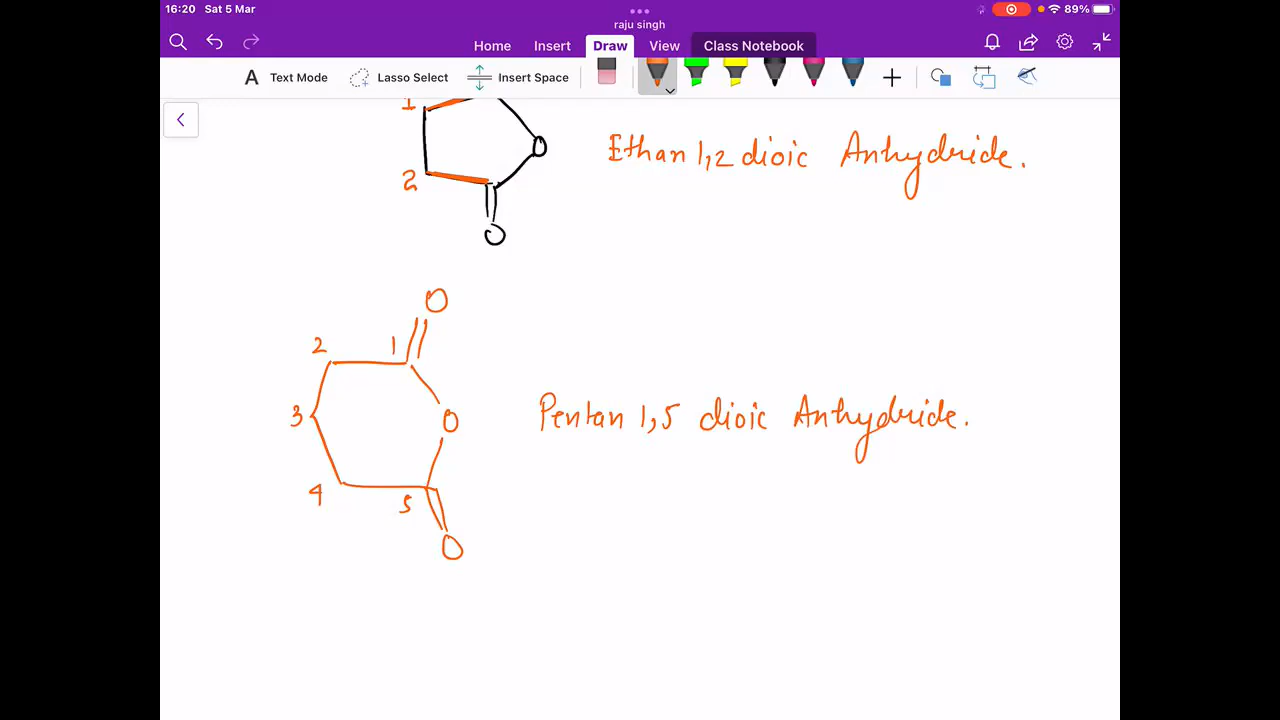 16:20 Sat 5 Mar
89%
raju singh
Home Insert Draw View Class Notebook
A Text Mode Lasso Select Insert Space
1
O
2
Ethan 1,2 dioic Anhydride.
O
O
2 1
3
O
Pentan 1,5 dioic Anhydride.
4 5
O